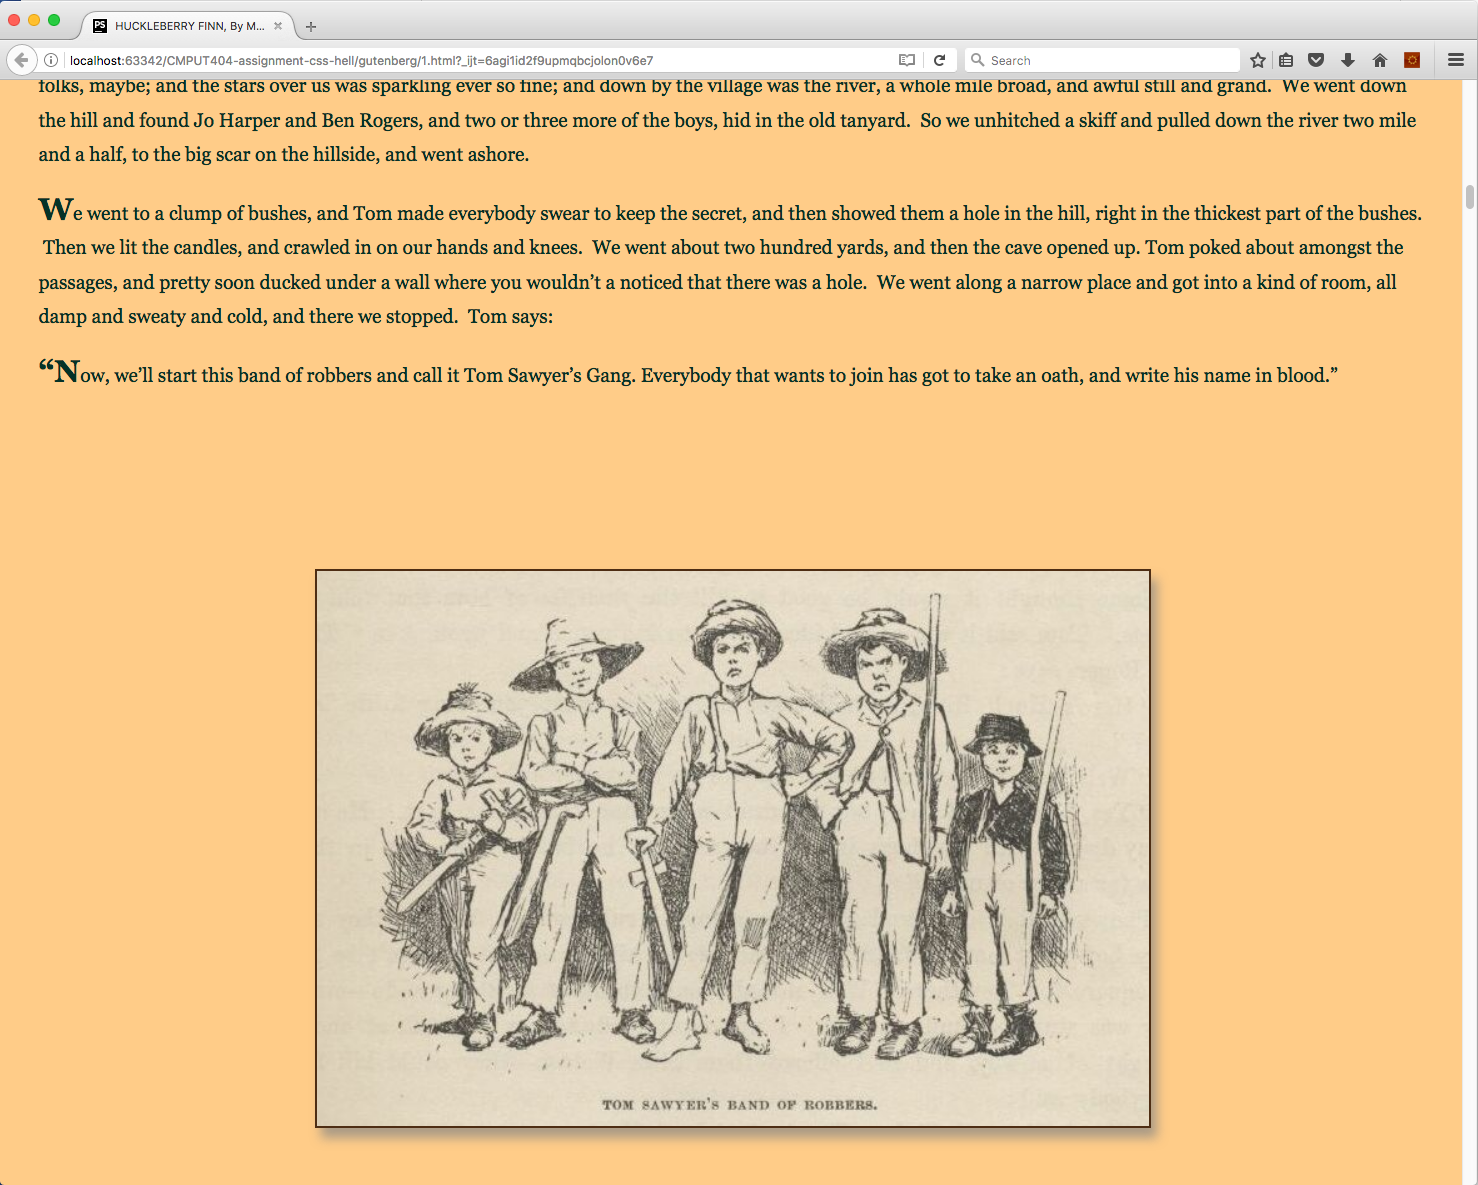 HUCKLEBERRY FINN, By M...
localhost:63342/CMPUT404-assignment-css-hell/gutenberg/1.html?_ijt=6agi1id2f9upmqbcjolon0v6e7
Search
folks, maybe; and the stars over us was sparkling ever so fine; and down by the village was the river, a whole mile broad, and awful still and grand.  We went down
the hill and found Jo Harper and Ben Rogers, and two or three more of the boys, hid in the old tanyard.  So we unhitched a skiff and pulled down the river two mile
and a half, to the big scar on the hillside, and went ashore.
We went to a clump of bushes, and Tom made everybody swear to keep the secret, and then showed them a hole in the hill, right in the thickest part of the bushes.
Then we lit the candles, and crawled in on our hands and knees.  We went about two hundred yards, and then the cave opened up. Tom poked about amongst the
passages, and pretty soon ducked under a wall where you wouldn’t a noticed that there was a hole.  We went along a narrow place and got into a kind of room, all
damp and sweaty and cold, and there we stopped.  Tom says:
“Now, we’ll start this band of robbers and call it Tom Sawyer’s Gang. Everybody that wants to join has got to take an oath, and write his name in blood.”
TOM SAWYER'S BAND OF ROBBERS.